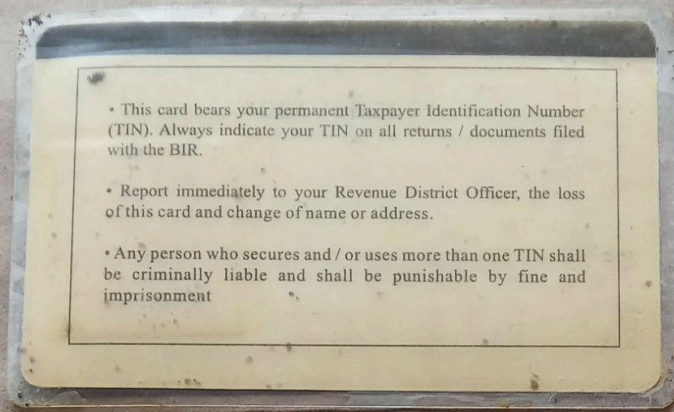 • This card bears your permanent Taxpayer Identification Number
(TIN). Always indicate your TIN on all returns / documents filed
with the BIR.
• Report immediately to your Revenue District Officer, the loss
of this card and change of name or address.
• Any person who secures and / or uses more than one TIN shall
be criminally liable and shall be punishable by fine and
imprisonment